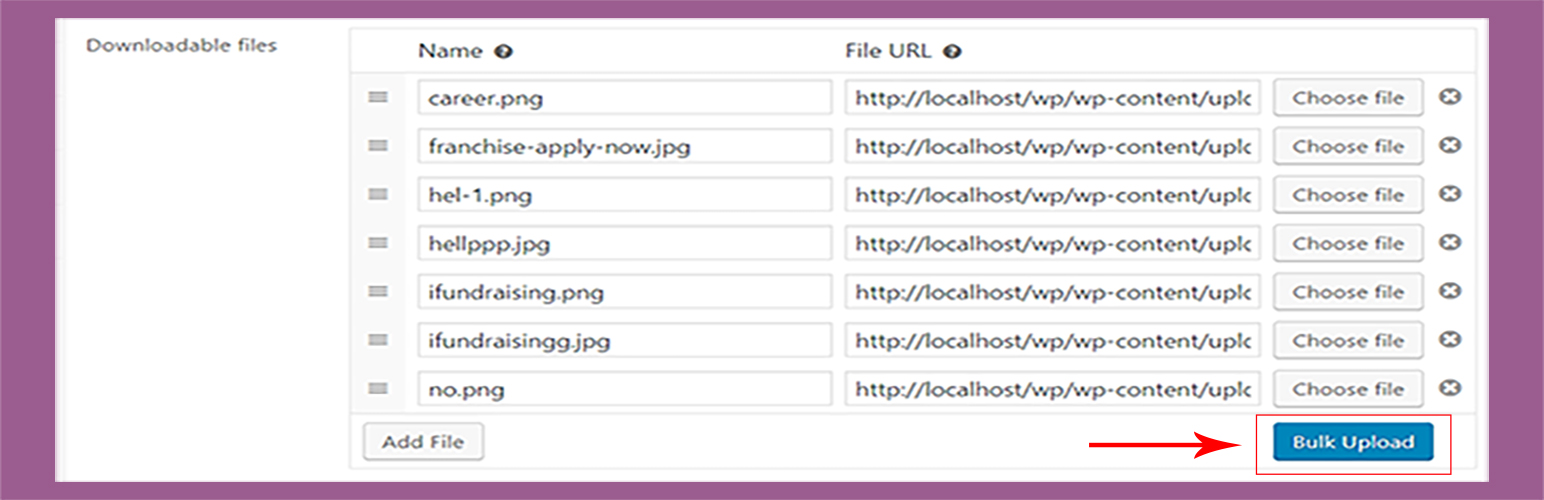 Downloadable files
Name ? File URL ?
career.png http://localhost/wp/wp-content/uplc Choose file
franchise-apply-now.jpg http://localhost/wp/wp-content/uplc Choose file
hel-1.png http://localhost/wp/wp-content/uplc Choose file
hellppp.jpg http://localhost/wp/wp-content/uplc Choose file
ifundraising.png http://localhost/wp/wp-content/uplc Choose file
ifundraisingg.jpg http://localhost/wp/wp-content/uplc Choose file
no.png http://localhost/wp/wp-content/uplc Choose file
Add File Bulk Upload